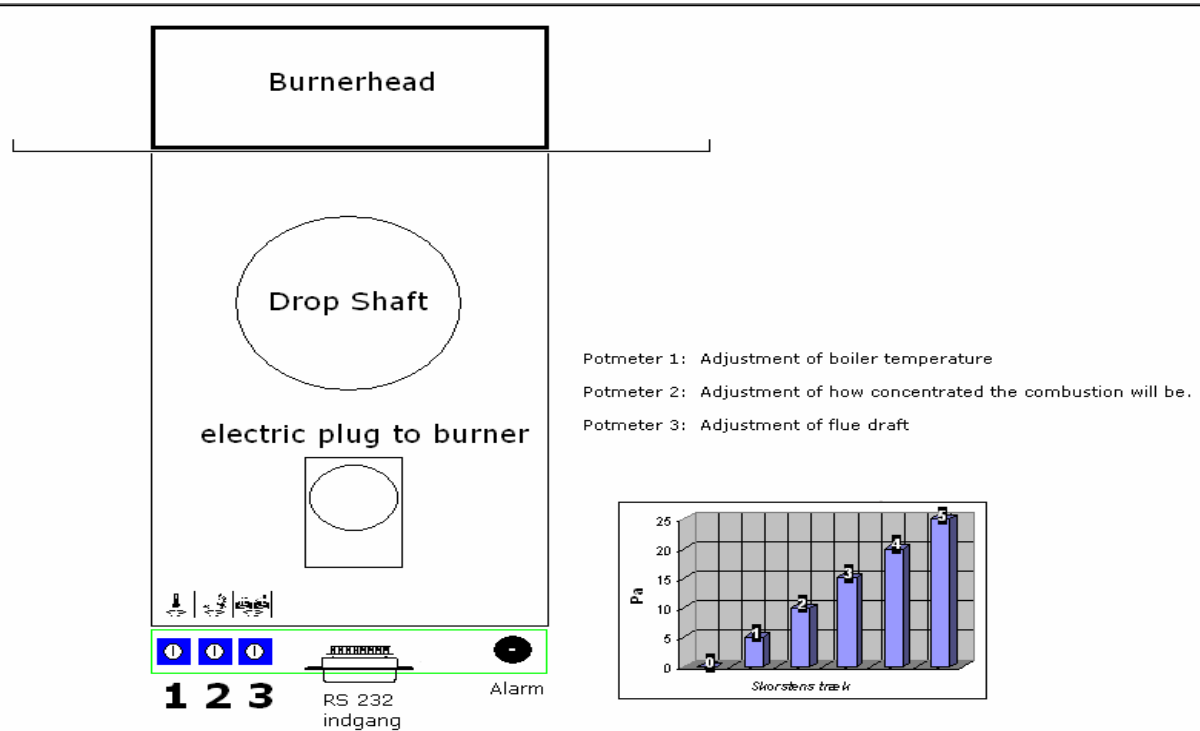 Burnerhead
Drop Shaft
electric plug to burner
Potmeter 1: Adjustment of boiler temperature
Potmeter 2: Adjustment of how concentrated the combustion will be.
Potmeter 3: Adjustment of flue draft
1 2 3
RS 232
indgang
Alarm
Pa
25
20
15
10
5
0
0
1
2
3
4
5
Skorstens træk